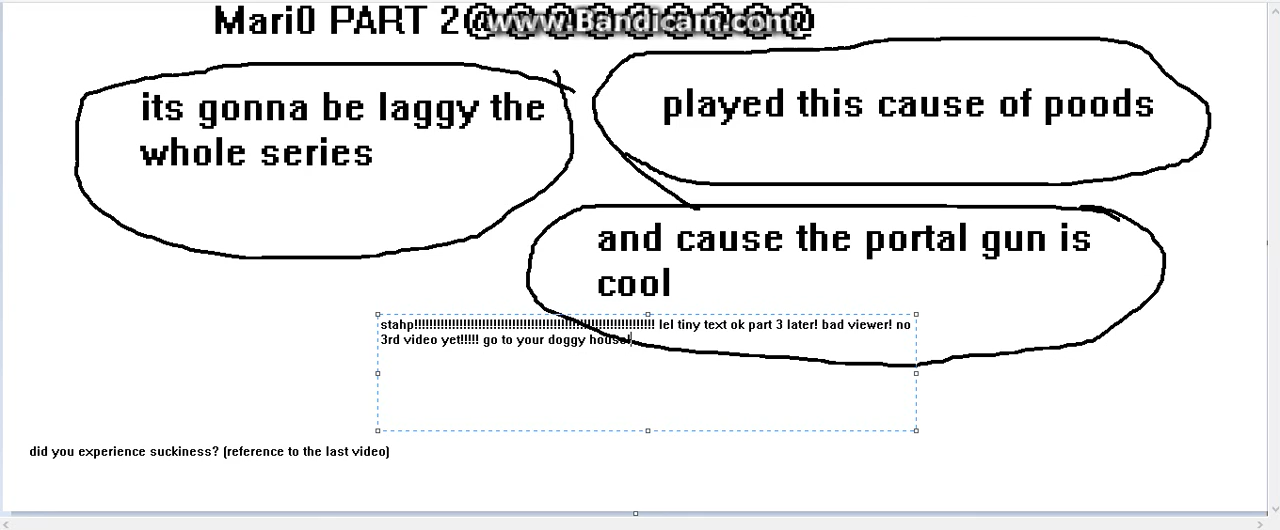 Mari0 PART 2@@@@@@@@@
www.Bandicam.com
its gonna be laggy the
whole series
played this cause of poods
and cause the portal gun is
cool
stahp!!!!!!!!!!!!!!!!!!!!!!!!!!!!!!!!!!!!!!!!!!!!!!!!!!!!!!!!!!!!!!!! lel tiny text ok part 3 later! bad viewer! no
3rd video yet!!!!! go to your doggy house!
did you experience suckiness? (reference to the last video)